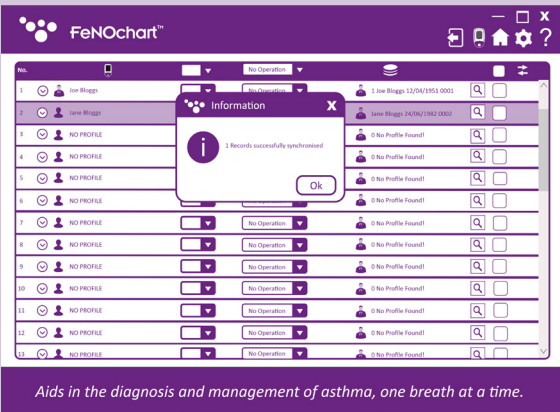 FeNOchart™
No. No Operation
1 Joe Bloggs 1 Joe Bloggs 12/04/1951 0001
2 Jane Bloggs Jane Bloggs 24/06/1982 0002
Information X
1 Records successfully synchronised
Ok
3 NO PROFILE 0 No Profile Found!
4 NO PROFILE 0 No Profile Found!
5 NO PROFILE 0 No Profile Found!
6 NO PROFILE No Operation 0 No Profile Found!
7 NO PROFILE No Operation 0 No Profile Found!
8 NO PROFILE No Operation 0 No Profile Found!
9 NO PROFILE No Operation 0 No Profile Found!
10 NO PROFILE No Operation 0 No Profile Found!
11 NO PROFILE No Operation 0 No Profile Found!
12 NO PROFILE No Operation 0 No Profile Found!
13 NO PROFILE No Operation 0 No Profile Found!
Aids in the diagnosis and management of asthma, one breath at a time.